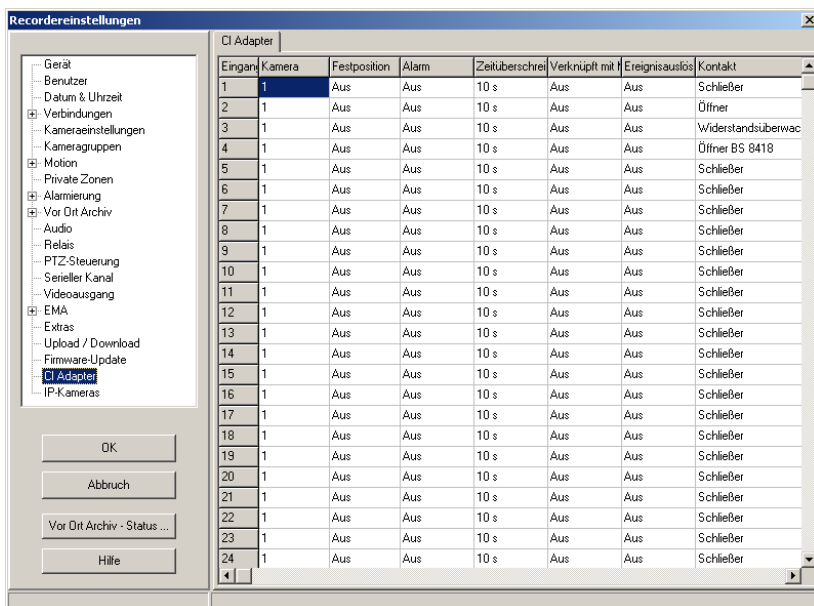 Recordereinstellungen
Gerät
Benutzer
Datum & Uhrzeit
Verbindungen
Kameraeinstellungen
Kameragruppen
Motion
Private Zonen
Alarmierung
Vor Ort Archiv
Audio
Relais
PTZ-Steuerung
Serieller Kanal
Videoausgang
EMA
Extras
Upload / Download
Firmware-Update
CI Adapter
IP-Kameras
OK
Abbruch
Vor Ort Archiv - Status ...
Hilfe
CI Adapter
Eingang Kamera Festposition Alarm Zeitüberschrei Verknüpft mit Ereignisauslös Kontakt
1 1 Aus Aus 10 s Aus Aus Schließer
2 1 Aus Aus 10 s Aus Aus Öffner
3 1 Aus Aus 10 s Aus Aus Widerstandsüberwac
4 1 Aus Aus 10 s Aus Aus Öffner BS 8418
5 1 Aus Aus 10 s Aus Aus Schließer
6 1 Aus Aus 10 s Aus Aus Schließer
7 1 Aus Aus 10 s Aus Aus Schließer
8 1 Aus Aus 10 s Aus Aus Schließer
9 1 Aus Aus 10 s Aus Aus Schließer
10 1 Aus Aus 10 s Aus Aus Schließer
11 1 Aus Aus 10 s Aus Aus Schließer
12 1 Aus Aus 10 s Aus Aus Schließer
13 1 Aus Aus 10 s Aus Aus Schließer
14 1 Aus Aus 10 s Aus Aus Schließer
15 1 Aus Aus 10 s Aus Aus Schließer
16 1 Aus Aus 10 s Aus Aus Schließer
17 1 Aus Aus 10 s Aus Aus Schließer
18 1 Aus Aus 10 s Aus Aus Schließer
19 1 Aus Aus 10 s Aus Aus Schließer
20 1 Aus Aus 10 s Aus Aus Schließer
21 1 Aus Aus 10 s Aus Aus Schließer
22 1 Aus Aus 10 s Aus Aus Schließer
23 1 Aus Aus 10 s Aus Aus Schließer
24 1 Aus Aus 10 s Aus Aus Schließer